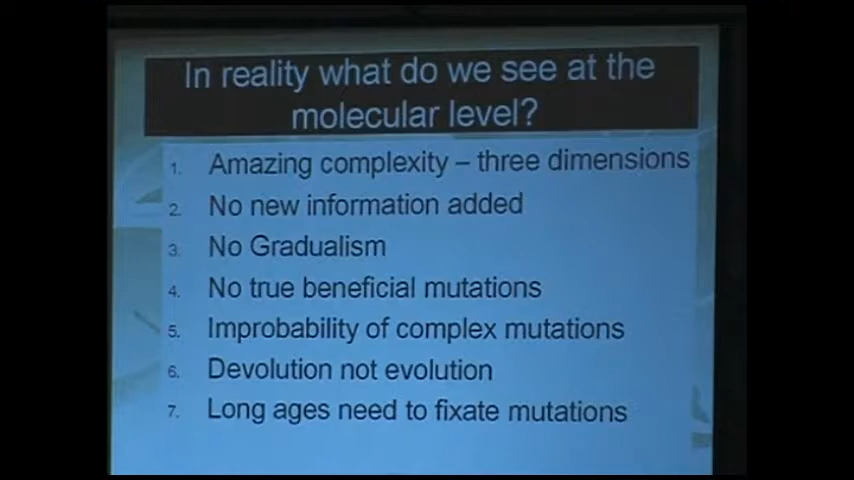 In reality what do we see at the
molecular level?
1. Amazing complexity – three dimensions
2. No new information added
3. No Gradualism
4. No true beneficial mutations
5. Improbability of complex mutations
6. Devolution not evolution
7. Long ages need to fixate mutations